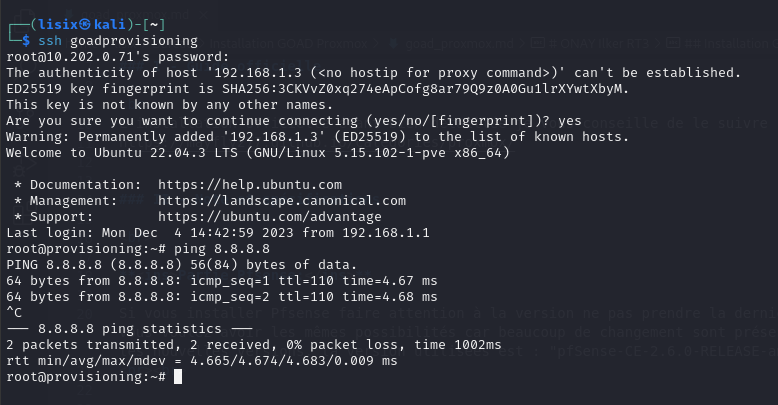 ┌──(lisix㉿kali)-[~]
└─$ ssh goadprovisioning
root@10.202.0.71's password:
The authenticity of host '192.168.1.3 (<no hostip for proxy command>)' can't be established.
ED25519 key fingerprint is SHA256:3CKVvZ0xq274eApCofg8ar79Q9z0A0Gu1lrXYwtXbyM.
This key is not known by any other names.
Are you sure you want to continue connecting (yes/no/[fingerprint])? yes
Warning: Permanently added '192.168.1.3' (ED25519) to the list of known hosts.
Welcome to Ubuntu 22.04.3 LTS (GNU/Linux 5.15.102-1-pve x86_64)
* Documentation:  https://help.ubuntu.com
* Management:     https://landscape.canonical.com
* Support:        https://ubuntu.com/advantage
Last login: Mon Dec  4 14:42:59 2023 from 192.168.1.1
root@provisioning:~# ping 8.8.8.8
PING 8.8.8.8 (8.8.8.8) 56(84) bytes of data.
64 bytes from 8.8.8.8: icmp_seq=1 ttl=110 time=4.67 ms
64 bytes from 8.8.8.8: icmp_seq=2 ttl=110 time=4.68 ms
^C
--- 8.8.8.8 ping statistics ---
2 packets transmitted, 2 received, 0% packet loss, time 1002ms
rtt min/avg/max/mdev = 4.665/4.674/4.683/0.009 ms
root@provisioning:~#